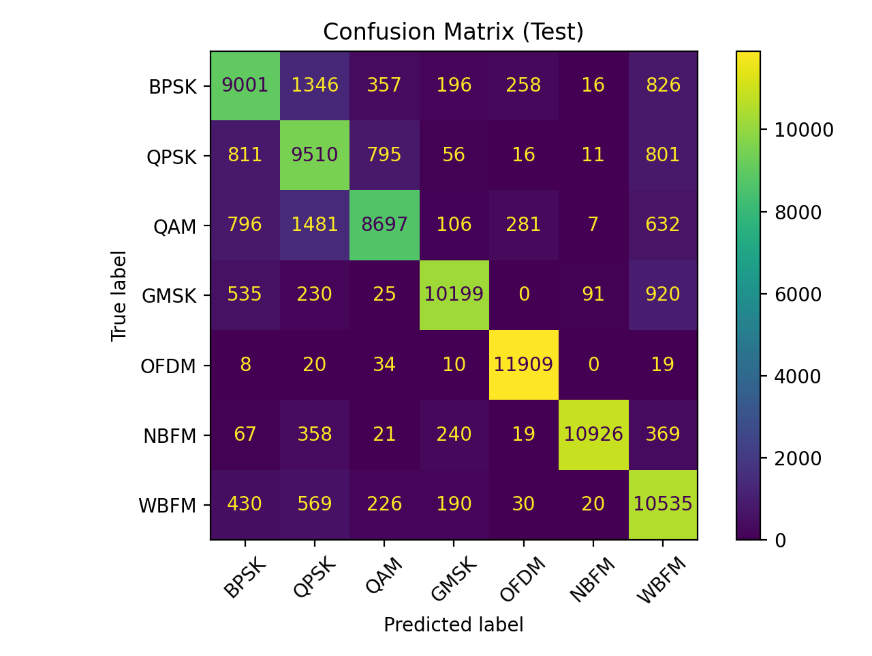 Confusion Matrix (Test)
BPSK 9001 1346 357 196 258 16 826
QPSK 811 9510 795 56 16 11 801
QAM 796 1481 8697 106 281 7 632
GMSK 535 230 25 10199 0 91 920
OFDM 8 20 34 10 11909 0 19
NBFM 67 358 21 240 19 10926 369
WBFM 430 569 226 190 30 20 10535
True label
BPSK QPSK QAM GMSK OFDM NBFM WBFM
Predicted label
10000
8000
6000
4000
2000
0